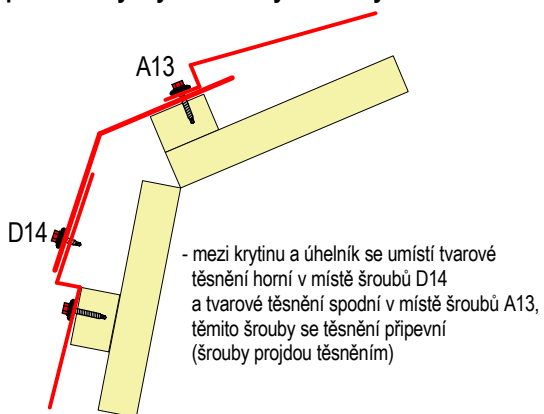 A13
D14
- mezi krytinu a úhelník se umístí tvarové
těsnění horní v místě šroubů D14
a tvarové těsnění spodní v místě šroubů A13,
těmito šrouby se těsnění připevní
(šrouby projdou těsněním)